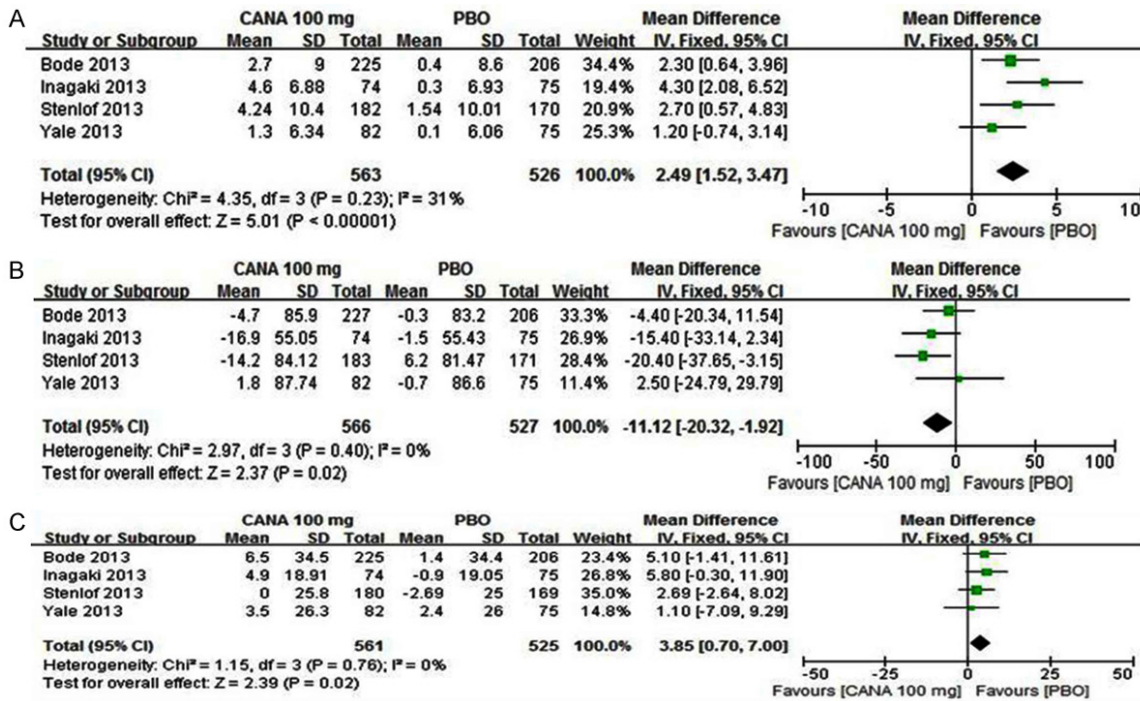 A
CANA 100 mg PBO Mean Difference Mean Difference
Study or Subgroup Mean SD Total Mean SD Total Weight IV, Fixed, 95% CI IV, Fixed, 95% CI
Bode 2013 2.7 9 225 0.4 8.6 206 34.4% 2.30 [0.64, 3.96]
Inagaki 2013 4.6 6.88 74 0.3 6.93 75 19.4% 4.30 [2.08, 6.52]
Stenlof 2013 4.24 10.4 182 1.54 10.01 170 20.9% 2.70 [0.57, 4.83]
Yale 2013 1.3 6.34 82 0.1 6.06 75 25.3% 1.20 [-0.74, 3.14]
Total (95% CI) 563 526 100.0% 2.49 [1.52, 3.47]
Heterogeneity: Chi² = 4.35, df = 3 (P = 0.23); I² = 31%
Test for overall effect: Z = 5.01 (P < 0.00001)
-10 -5 0 5 10
Favours [CANA 100 mg] Favours [PBO]
B
CANA 100 mg PBO Mean Difference Mean Difference
Study or Subgroup Mean SD Total Mean SD Total Weight IV, Fixed, 95% CI IV, Fixed, 95% CI
Bode 2013 -4.7 85.9 227 -0.3 83.2 206 33.3% -4.40 [-20.34, 11.54]
Inagaki 2013 -16.9 55.05 74 -1.5 55.43 75 26.9% -15.40 [-33.14, 2.34]
Stenlof 2013 -14.2 84.12 183 6.2 81.47 171 28.4% -20.40 [-37.65, -3.15]
Yale 2013 1.8 87.74 82 -0.7 86.6 75 11.4% 2.50 [-24.79, 29.79]
Total (95% CI) 566 527 100.0% -11.12 [-20.32, -1.92]
Heterogeneity: Chi² = 2.97, df = 3 (P = 0.40); I² = 0%
Test for overall effect: Z = 2.37 (P = 0.02)
-100 -50 0 50 100
Favours [CANA 100 mg] Favours [PBO]
C
CANA 100 mg PBO Mean Difference Mean Difference
Study or Subgroup Mean SD Total Mean SD Total Weight IV, Fixed, 95% CI IV, Fixed, 95% CI
Bode 2013 6.5 34.5 225 1.4 34.4 206 23.4% 5.10 [-1.41, 11.61]
Inagaki 2013 4.9 18.91 74 -0.9 19.05 75 26.8% 5.80 [-0.30, 11.90]
Stenlof 2013 0 25.8 180 -2.69 25 169 35.0% 2.69 [-2.64, 8.02]
Yale 2013 3.5 26.3 82 2.4 26 75 14.8% 1.10 [-7.09, 9.29]
Total (95% CI) 561 525 100.0% 3.85 [0.70, 7.00]
Heterogeneity: Chi² = 1.15, df = 3 (P = 0.76); I² = 0%
Test for overall effect: Z = 2.39 (P = 0.02)
-50 -25 0 25 50
Favours [CANA 100 mg] Favours [PBO]